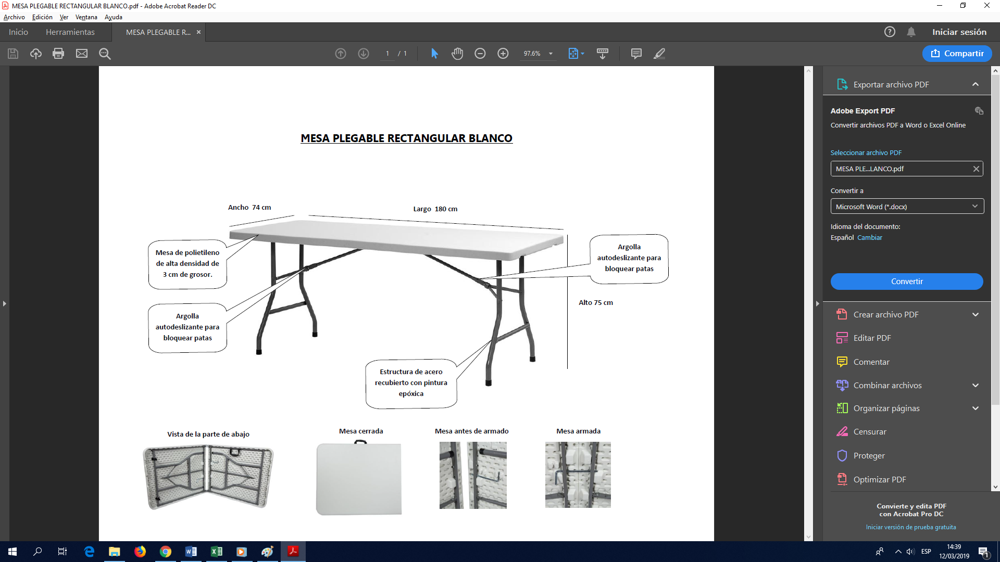 MESA PLEGABLE RECTANGULAR BLANCO.pdf - Adobe Acrobat Reader DC
Archivo Edición Ver Ventana Ayuda
Inicio Herramientas MESA PLEGABLE R... Iniciar sesión
1 / 1 97.6% Compartir
MESA PLEGABLE RECTANGULAR BLANCO
Ancho 74 cm
Largo 180 cm
Mesa de polietileno
de alta densidad de
3 cm de grosor.
Argolla
autodeslizante para
bloquear patas
Argolla
autodeslizante para
bloquear patas
Alto 75 cm
Estructura de acero
recubierto con pintura
epóxica
Vista de la parte de abajo
Mesa cerrada
Mesa antes de armado
Mesa armada
Exportar archivo PDF
Adobe Export PDF
Convertir archivos PDF a Word o Excel Online
Seleccionar archivo PDF
MESA PLE...LANCO.pdf
Convertir a
Microsoft Word (*.docx)
Idioma del documento:
Español Cambiar
Convertir
Crear archivo PDF
Editar PDF
Comentar
Combinar archivos
Organizar páginas
Censurar
Proteger
Optimizar PDF
Convierte y edita PDF
con Acrobat Pro DC
Iniciar versión de prueba gratuita
ESP
14:39
12/03/2019
1